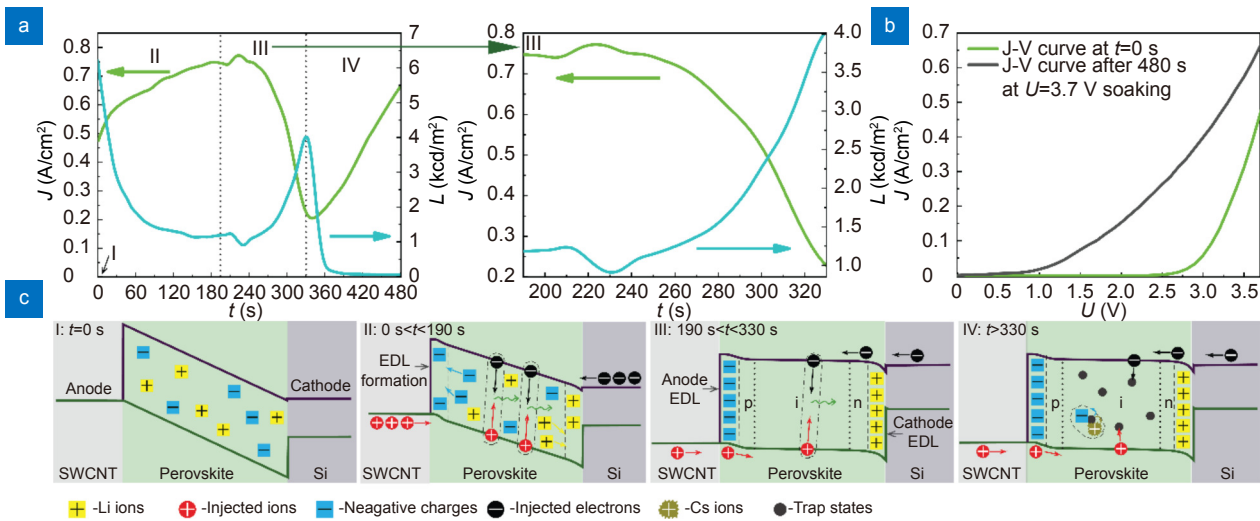 a
b
J (A/cm²)
0.8
0.7
0.6
0.5
0.4
0.3
0.2
0.1
0
I
II
III
IV
0 60 120 180 240 300 360 420 480
t (s)
7
6
5
4
3
2
1
0
L (kcd/m²)
J (A/cm²)
0.8
0.7
0.6
0.5
0.4
0.3
0.2
III
200 220 240 260 280 300 320
t (s)
4.0
3.5
3.0
2.5
2.0
1.5
1.0
L (kcd/m²)
J (A/cm²)
0.7
0.6
0.5
0.4
0.3
0.2
0.1
0
J-V curve at t=0 s
J-V curve after 480 s
at U=3.7 V soaking
0 0.5 1.0 1.5 2.0 2.5 3.0 3.5
U (V)
c
I: t=0 s
Anode
Cathode
SWCNT Perovskite Si
II: 0 s<t<190 s
EDL
formation
SWCNT Perovskite Si
III: 190 s<t<330 s
Anode
EDL
p i n
Cathode
EDL
SWCNT Perovskite Si
IV: t>330 s
p i n
SWCNT Perovskite Si
-Li ions -Injected ions -Neagative charges -Injected electrons -Cs ions -Trap states